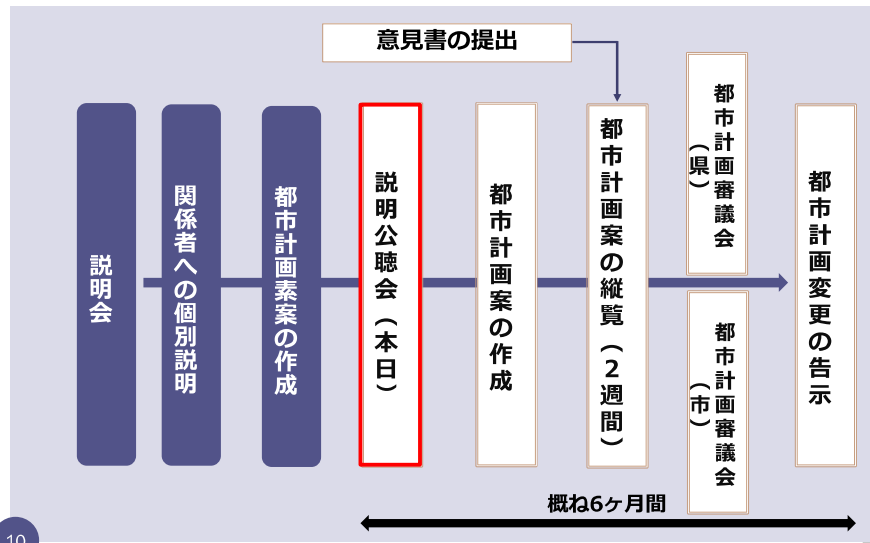 意見書の提出
説明会
関係者への個別説明
都市計画素案の作成
説明公聴会(本日)
都市計画案の作成
都市計画案の縦覧(2週間)
都市計画審議会
(県)
都市計画審議会
(市)
都市計画変更の告示
概ね6ヶ月間
10